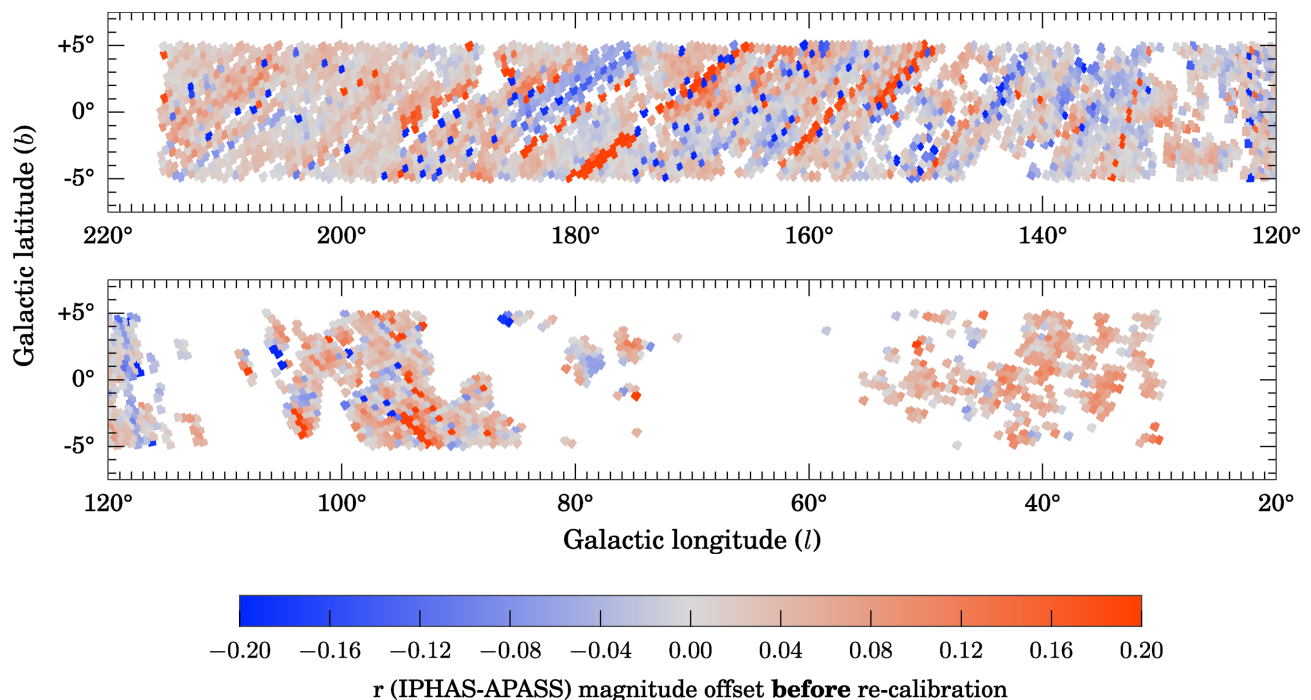 +5°
0°
-5°
220° 200° 180° 160° 140° 120°
Galactic latitude (b)
+5°
0°
-5°
120° 100° 80° 60° 40° 20°
Galactic longitude (l)
−0.20 −0.16 −0.12 −0.08 −0.04 0.00 0.04 0.08 0.12 0.16 0.20
r (IPHAS-APASS) magnitude offset before re-calibration